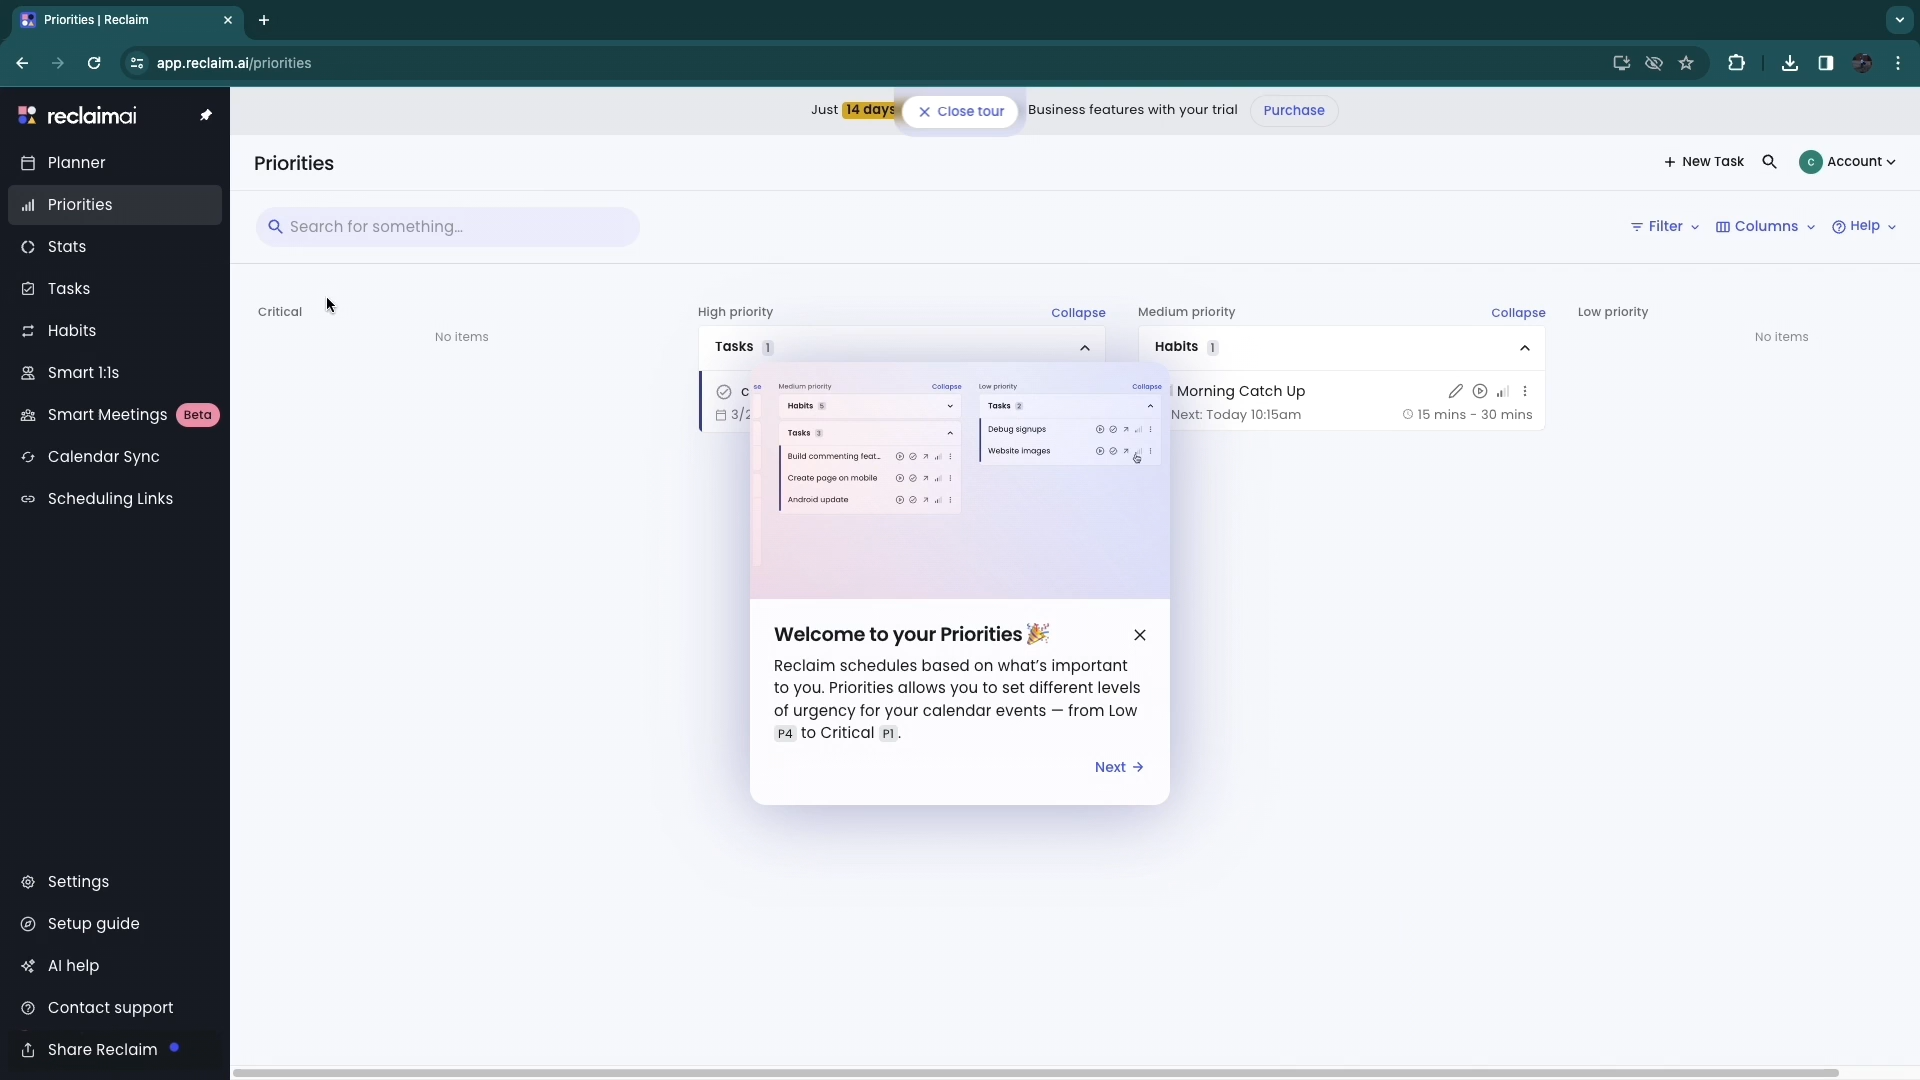 Priorities | Reclaim
app.reclaim.ai/priorities
reclaimai
Planner
Priorities
Stats
Tasks
Habits
Smart 1:1s
Smart Meetings Beta
Calendar Sync
Scheduling Links
Settings
Setup guide
AI help
Contact support
Share Reclaim
Just 14 days
Close tour
Business features with your trial
Purchase
Priorities
New Task
c Account
Search for something...
Filter
Columns
Help
Critical
No items
High priority Collapse
Tasks 1
Medium priority Collapse
Habits 1
Morning Catch Up
Next: Today 10:15am
15 mins - 30 mins
Low priority
No items
Medium priority Collapse
Habits 5
Tasks 3
Build commenting feat...
Create page on mobile
Android update
Low priority Collapse
Tasks 2
Debug signups
Website images
Welcome to your Priorities
Reclaim schedules based on what’s important
to you. Priorities allows you to set different levels
of urgency for your calendar events — from Low
P4 to Critical P1.
Next